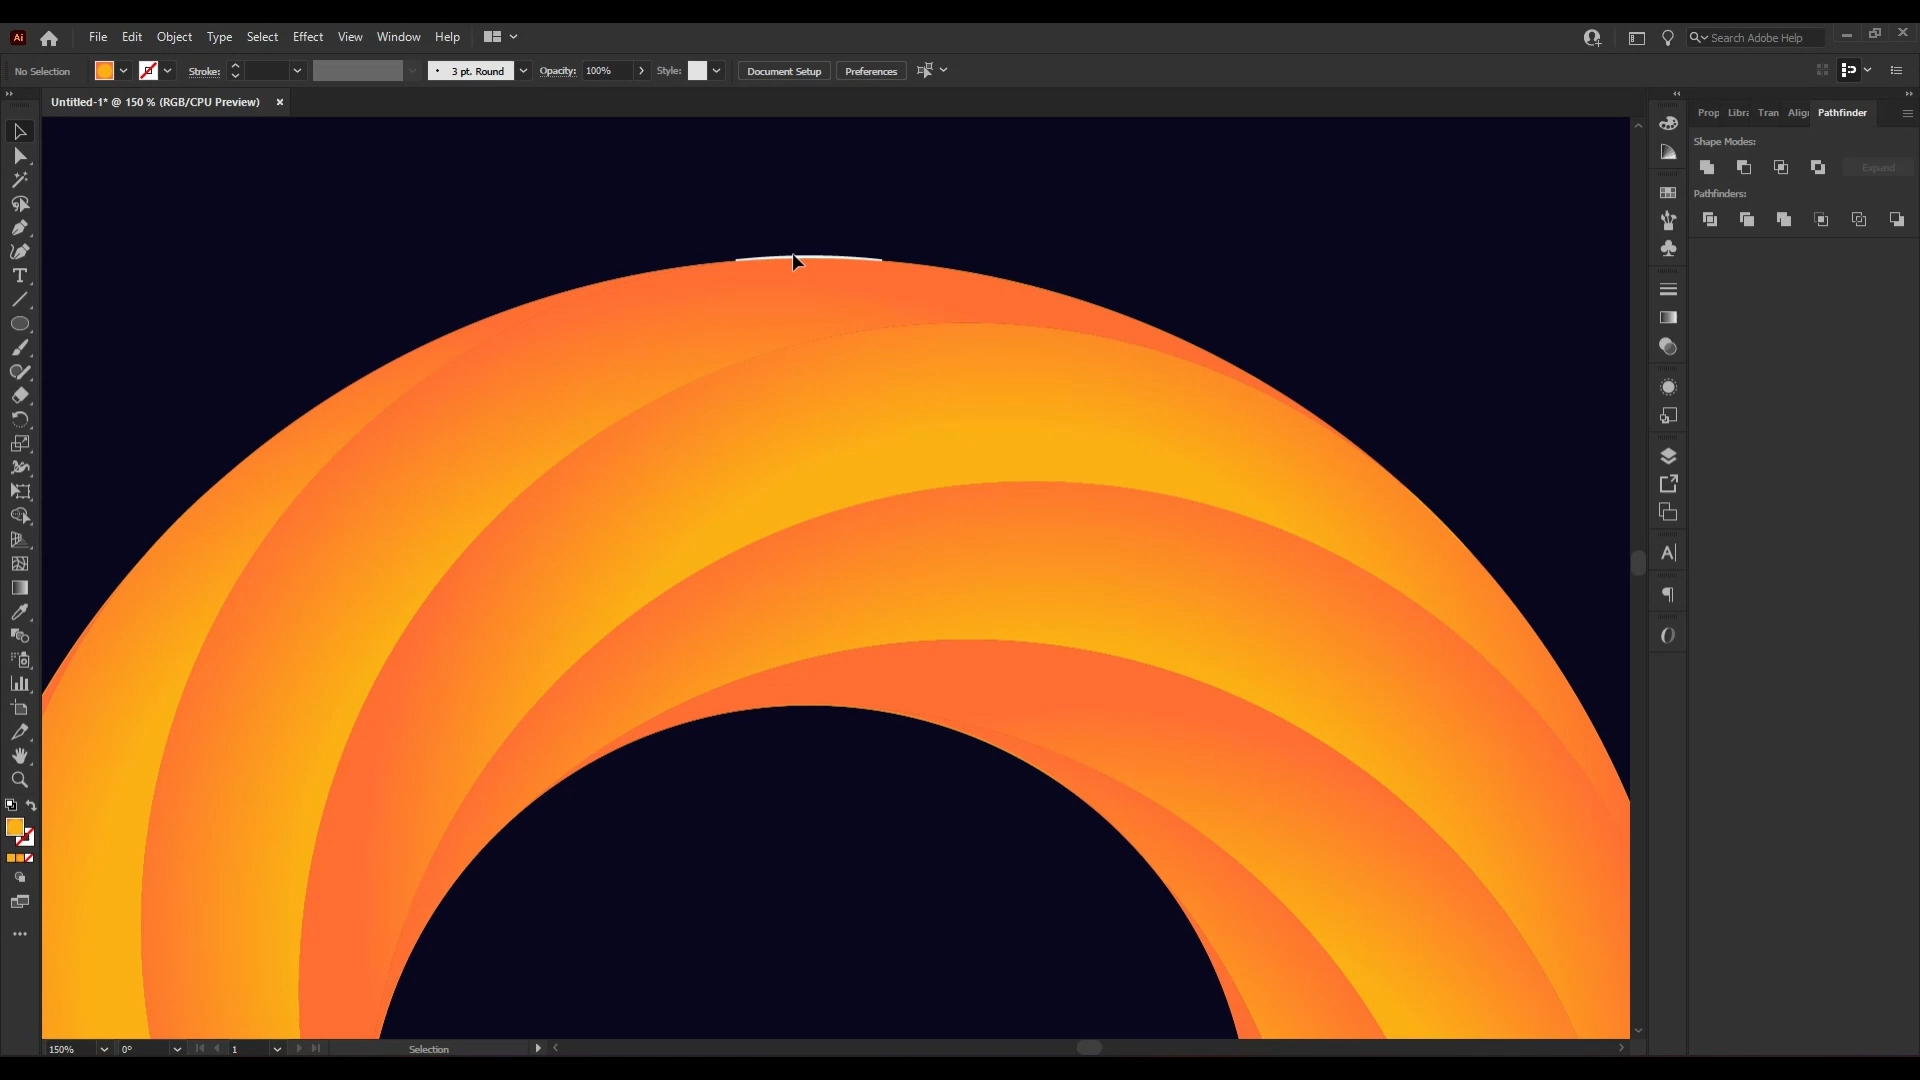 Ai File Edit Object Type Select Effect View Window Help Search Adobe Help
No Selection Stroke: 3 pt. Round Opacity: 100% Style: Document Setup Preferences
Untitled-1* @ 150 % (RGB/CPU Preview) ×
Prop Libra Tran Align Pathfinder
Shape Modes:
Expand
Pathfinders:
150% 0° 1 Selection